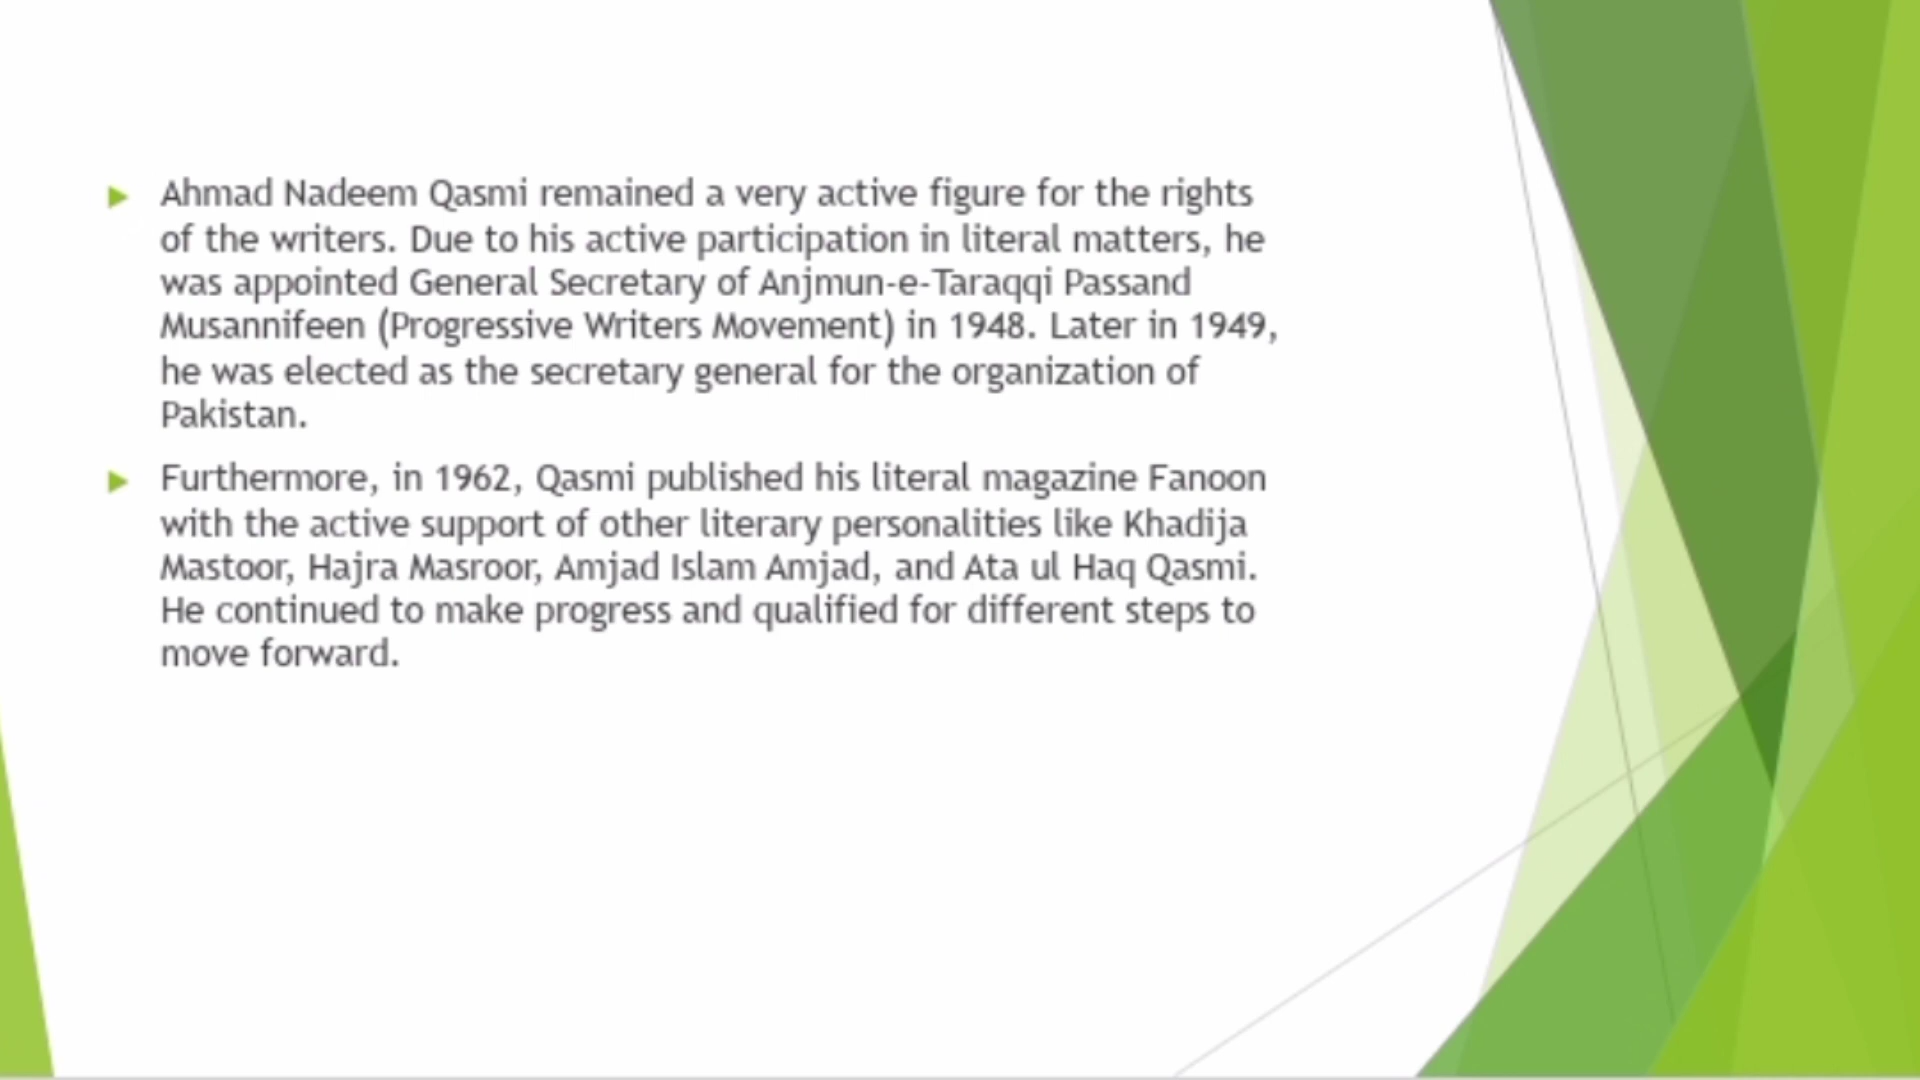 Ahmad Nadeem Qasmi remained a very active figure for the rights
of the writers. Due to his active participation in literal matters, he
was appointed General Secretary of Anjmun-e-Taraqqi Passand
Musannifeen (Progressive Writers Movement) in 1948. Later in 1949,
he was elected as the secretary general for the organization of
Pakistan.
Furthermore, in 1962, Qasmi published his literal magazine Fanoon
with the active support of other literary personalities like Khadija
Mastoor, Hajra Masroor, Amjad Islam Amjad, and Ata ul Haq Qasmi.
He continued to make progress and qualified for different steps to
move forward.